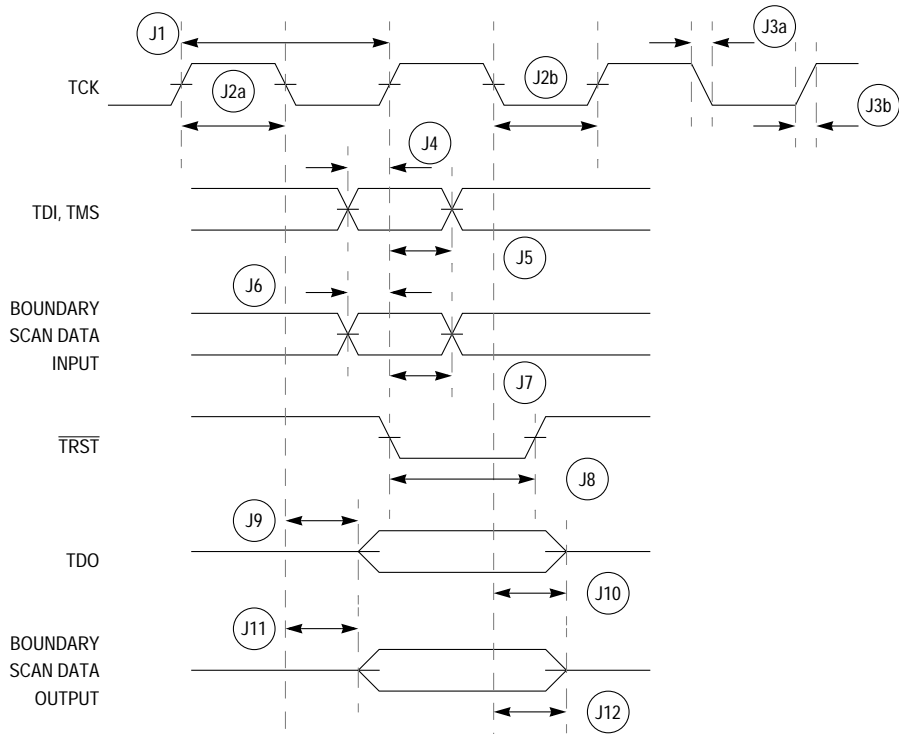 J1
J3a
TCK
J2a
J2b
J3b
J4
TDI, TMS
J5
J6
BOUNDARY
SCAN DATA
INPUT
J7
TRST
J8
J9
TDO
J10
J11
BOUNDARY
SCAN DATA
OUTPUT
J12